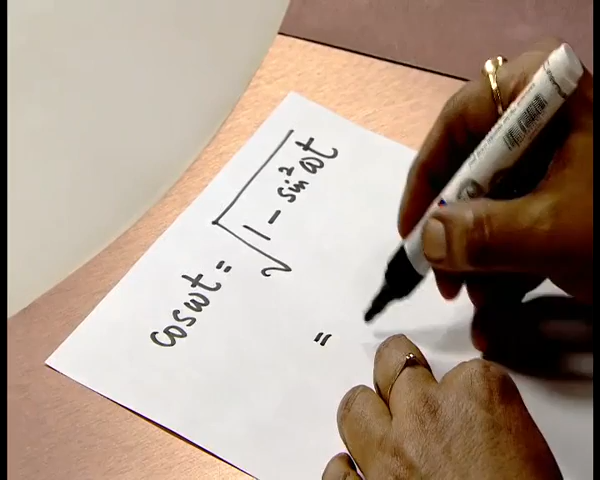 cosωt = √1 - sin²ωt
=